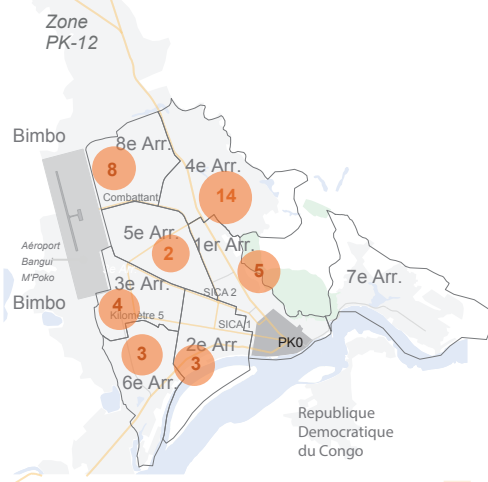 Zone
PK-12
Bimbo
8e Arr.
8
Combattant
4e Arr.
14
5e Arr.
2
1er Arr.
5
7e Arr.
Aéroport
Bangui
M'Poko
Bimbo
3e Arr.
4
Kilomètre 5
SICA 2
SICA1
PK0
3
6e Arr.
2e Arr
3
Republique
Democratique
du Congo